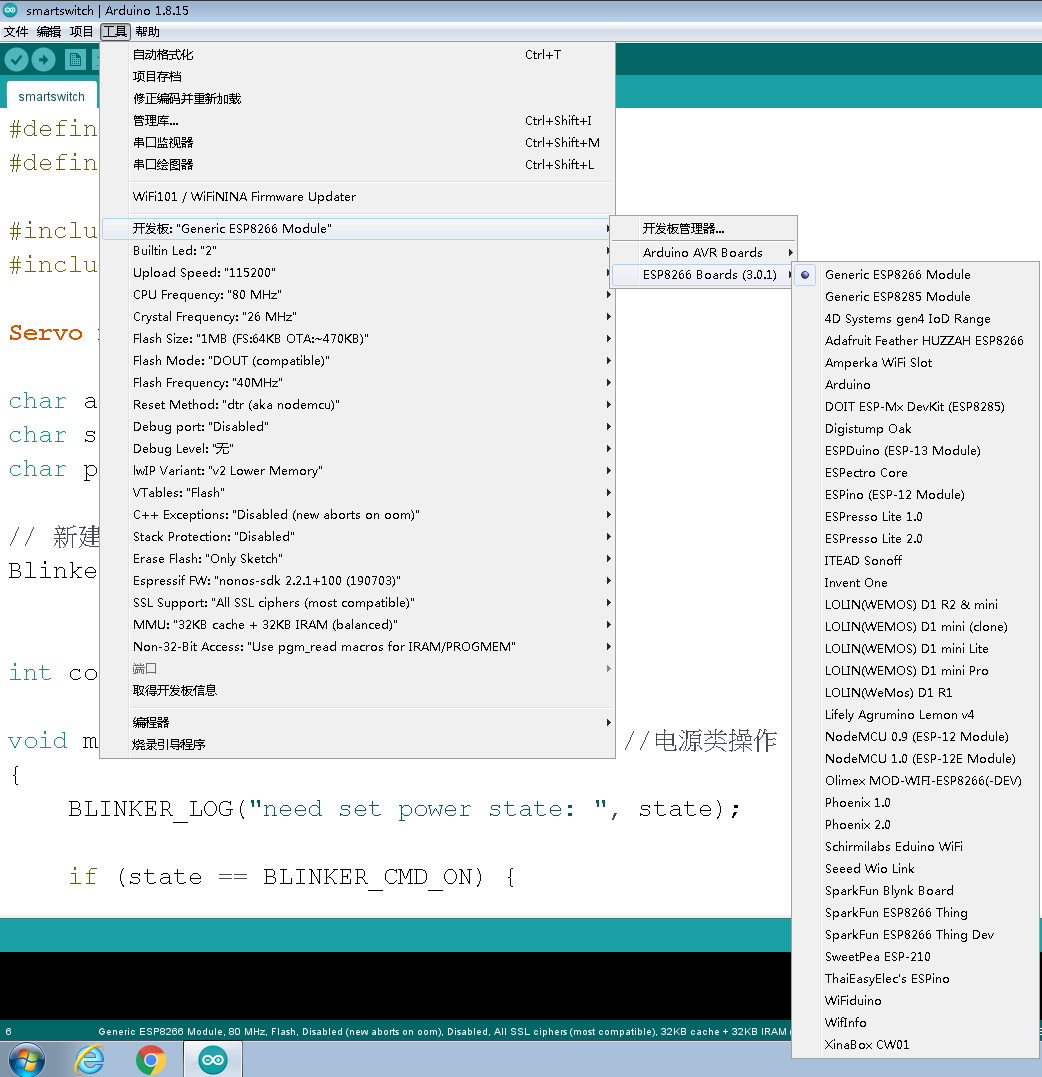 smartswitch | Arduino 1.8.15
文件 编辑 项目 工具 帮助
smartswitch
自动格式化 Ctrl+T
项目存档
修正编码并重新加载
管理库... Ctrl+Shift+I
串口监视器 Ctrl+Shift+M
串口绘图器 Ctrl+Shift+L
WiFi101 / WiFiNINA Firmware Updater
开发板: "Generic ESP8266 Module"
Builtin Led: "2"
Upload Speed: "115200"
CPU Frequency: "80 MHz"
Crystal Frequency: "26 MHz"
Flash Size: "1MB (FS:64KB OTA:~470KB)"
Flash Mode: "DOUT (compatible)"
Flash Frequency: "40MHz"
Reset Method: "dtr (aka nodemcu)"
Debug port: "Disabled"
Debug Level: "无"
lwIP Variant: "v2 Lower Memory"
VTables: "Flash"
C++ Exceptions: "Disabled (new aborts on oom)"
Stack Protection: "Disabled"
Erase Flash: "Only Sketch"
Espressif FW: "nonos-sdk 2.2.1+100 (190703)"
SSL Support: "All SSL ciphers (most compatible)"
MMU: "32KB cache + 32KB IRAM (balanced)"
Non-32-Bit Access: "Use pgm_read macros for IRAM/PROGMEM"
端口
取得开发板信息
编程器
烧录引导程序
开发板管理器...
Arduino AVR Boards
ESP8266 Boards (3.0.1)
Generic ESP8266 Module
Generic ESP8285 Module
4D Systems gen4 IoD Range
Adafruit Feather HUZZAH ESP8266
Amperka WiFi Slot
Arduino
DOIT ESP-Mx DevKit (ESP8285)
Digistump Oak
ESPDuino (ESP-13 Module)
ESPectro Core
ESPino (ESP-12 Module)
ESPresso Lite 1.0
ESPresso Lite 2.0
ITEAD Sonoff
Invent One
LOLIN(WEMOS) D1 R2 & mini
LOLIN(WEMOS) D1 mini (clone)
LOLIN(WEMOS) D1 mini Lite
LOLIN(WEMOS) D1 mini Pro
LOLIN(WeMos) D1 R1
Lifely Agrumino Lemon v4
NodeMCU 0.9 (ESP-12 Module)
NodeMCU 1.0 (ESP-12E Module)
Olimex MOD-WIFI-ESP8266(-DEV)
Phoenix 1.0
Phoenix 2.0
Schirmilabs Eduino WiFi
Seeed Wio Link
SparkFun Blynk Board
SparkFun ESP8266 Thing
SparkFun ESP8266 Thing Dev
SweetPea ESP-210
ThaiEasyElec's ESPino
WiFiduino
WifInfo
XinaBox CW01
#defin
#defin
#inclu
#inclu
Servo
char a
char s
char p
// 新建
Blinke
int co
void m //电源类操作
{
BLINKER_LOG("need set power state: ", state);
if (state == BLINKER_CMD_ON) {
6 Generic ESP8266 Module, 80 MHz, Flash, Disabled (new aborts on oom), Disabled, All SSL ciphers (most compatible), 32KB cache + 32KB IRAM